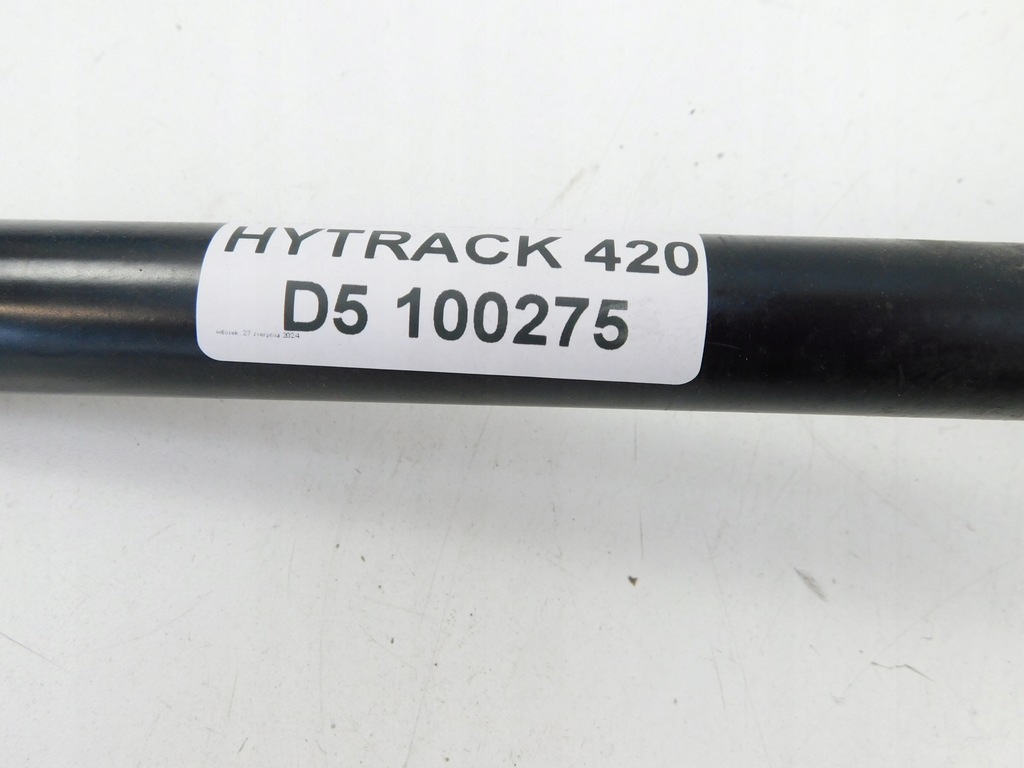 HYTRACK 420
D5 100275
wtorek, 27 sierpnia 2024